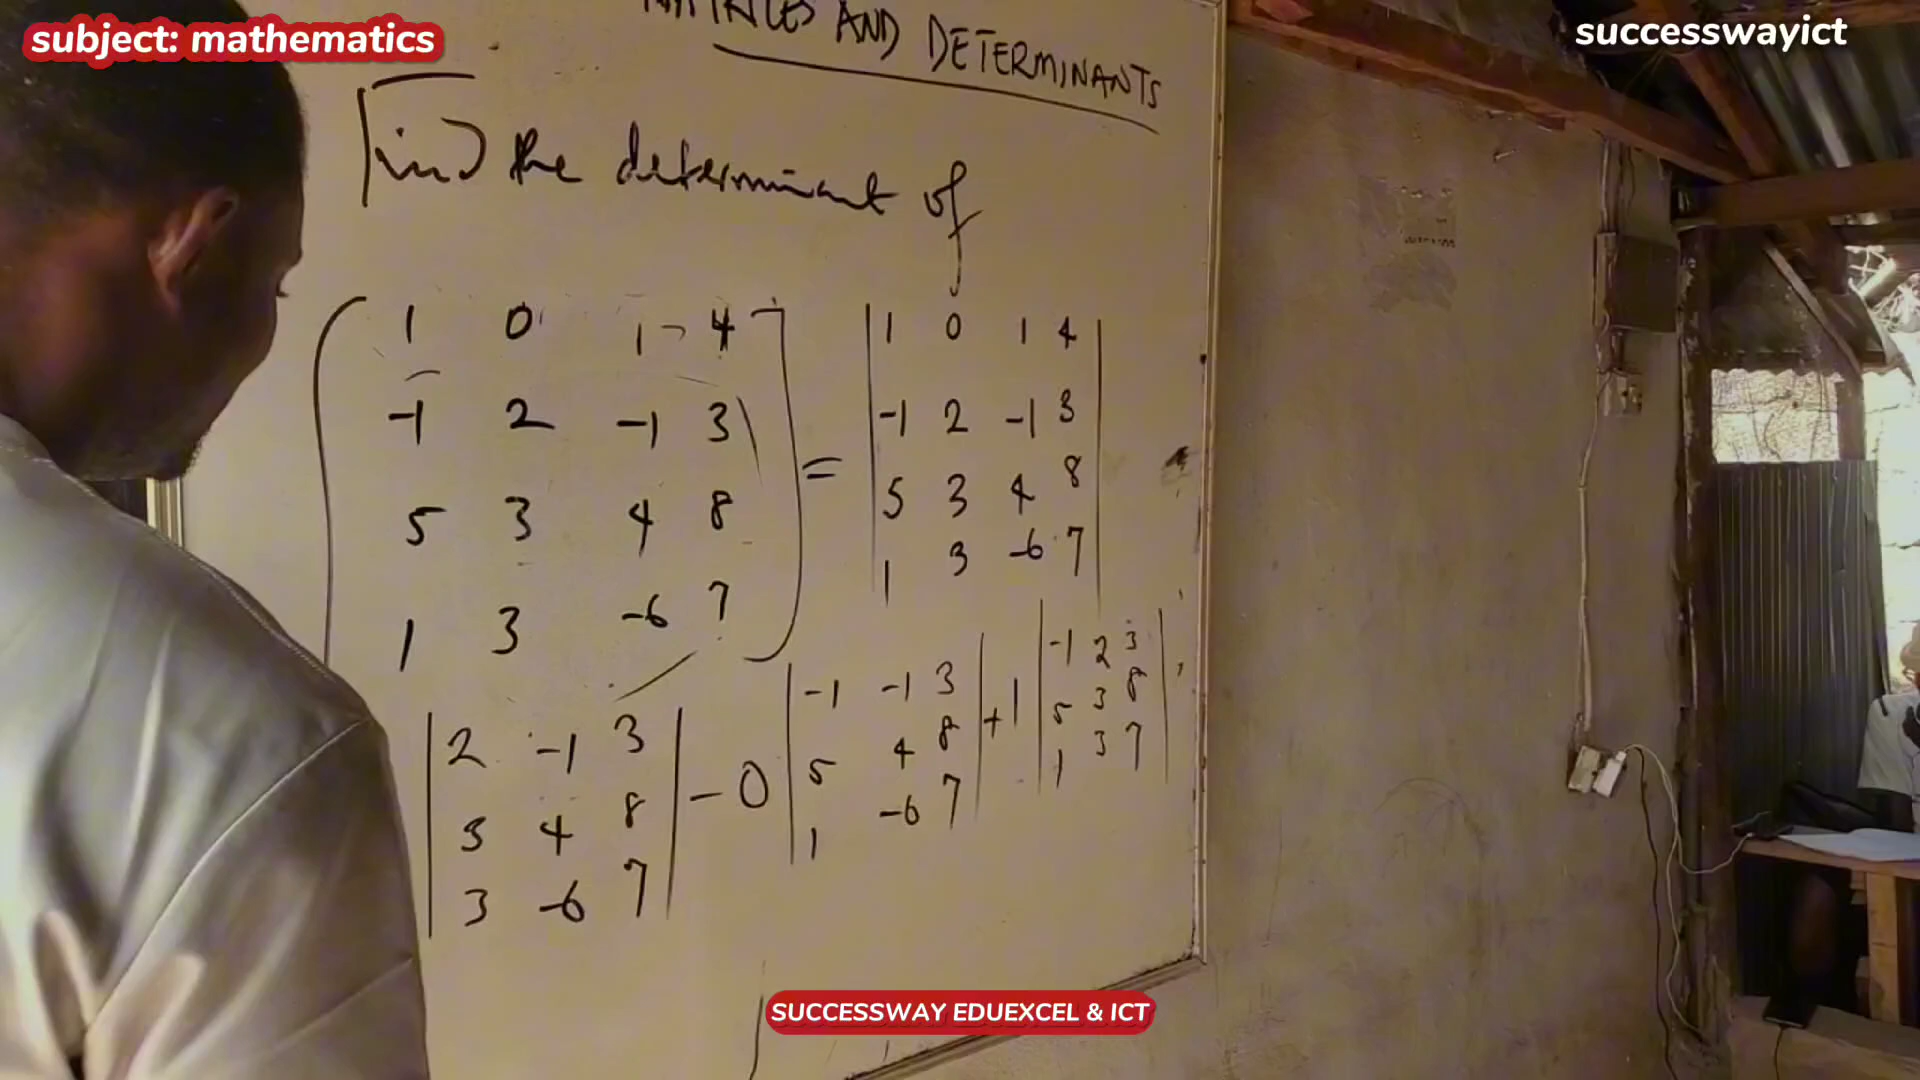 subject: mathematics
successwayict
MATRICES AND DETERMINANTS
Find the determinant of
1 0 1 4 = 1 0 1 4
-1 2 -1 3 -1 2 -1 3
5 3 4 8 5 3 4 8
1 3 -6 7 1 3 -6 7
2 -1 3 - 0 -1 -1 3 + 1 -1 2 3
3 4 8 5 4 8 5 3 8
3 -6 7 1 -6 7 1 3 7
SUCCESSWAY EDUEXCEL & ICT